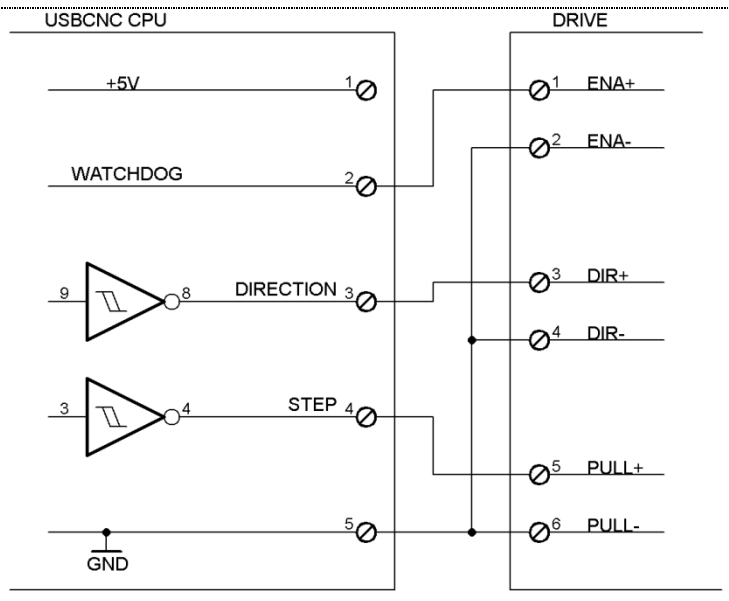 USBCNC CPU
DRIVE
+5V 1
1 ENA+
2 ENA-
WATCHDOG 2
9 8 DIRECTION 3
3 DIR+
4 DIR-
3 4 STEP 4
5 PULL+
5
6 PULL-
GND